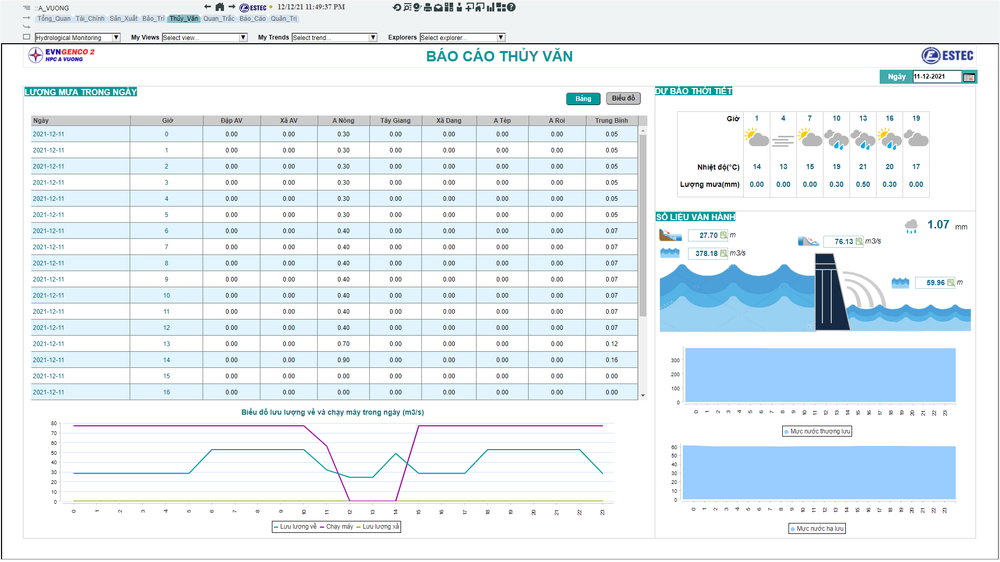 ::A_VUONG
ESTEC
12/12/21 11:49:37 PM
Tổng_Quan Tải_Chính Sản_Xuất Bảo_Trì Thủy_Văn Quan_Trắc Báo_Cáo Quản_Trị
Hydrological Monitoring My Views Select view... My Trends Select trend... Explorers Select explorer...
EVNGENCO 2
HPC A VUONG
BÁO CÁO THỦY VĂN
ESTEC
Ngày 11-12-2021
LƯỢNG MƯA TRONG NGÀY
Bảng Biểu đồ
Ngày Giờ Đập AV Xã AV A Nông Tây Giang Xã Dang A Tép A Roi Trung Bình
2021-12-11 0 0.00 0.00 0.30 0.00 0.00 0.00 0.00 0.05
2021-12-11 1 0.00 0.00 0.30 0.00 0.00 0.00 0.00 0.05
2021-12-11 2 0.00 0.00 0.30 0.00 0.00 0.00 0.00 0.05
2021-12-11 3 0.00 0.00 0.30 0.00 0.00 0.00 0.00 0.05
2021-12-11 4 0.00 0.00 0.30 0.00 0.00 0.00 0.00 0.05
2021-12-11 5 0.00 0.00 0.30 0.00 0.00 0.00 0.00 0.05
2021-12-11 6 0.00 0.00 0.40 0.00 0.00 0.00 0.00 0.07
2021-12-11 7 0.00 0.00 0.40 0.00 0.00 0.00 0.00 0.07
2021-12-11 8 0.00 0.00 0.40 0.00 0.00 0.00 0.00 0.07
2021-12-11 9 0.00 0.00 0.40 0.00 0.00 0.00 0.00 0.07
2021-12-11 10 0.00 0.00 0.40 0.00 0.00 0.00 0.00 0.07
2021-12-11 11 0.00 0.00 0.40 0.00 0.00 0.00 0.00 0.07
2021-12-11 12 0.00 0.00 0.40 0.00 0.00 0.00 0.00 0.07
2021-12-11 13 0.00 0.00 0.70 0.00 0.00 0.00 0.00 0.12
2021-12-11 14 0.00 0.00 0.90 0.00 0.00 0.00 0.00 0.16
2021-12-11 15 0.00 0.00 0.00 0.00 0.00 0.00 0.00 0.00
2021-12-11 16 0.00 0.00 0.00 0.00 0.00 0.00 0.00 0.00
Biểu đồ lưu lượng về và chạy máy trong ngày (m3/s)
80
70
60
50
40
30
20
10
0
0 1 2 3 4 5 6 7 8 9 10 11 12 13 14 15 16 17 18 19 20 21 22 23
Lưu lượng về Chạy máy Lưu lượng xả
DỰ BÁO THỜI TIẾT
Giờ 1 4 7 10 13 16 19
Nhiệt độ(°C) 14 13 15 19 21 20 17
Lượng mưa(mm) 0.00 0.00 0.00 0.30 0.50 0.30 0.00
SỐ LIỆU VẬN HÀNH
1.07 mm
27.70 m
76.13 m3/s
378.18 m3/s
59.96 m
300
200
100
0
0 1 2 3 4 5 6 7 8 9 10 11 12 13 14 15 16 17 18 19 20 21 22 23
Mực nước thượng lưu
60
50
40
30
20
10
0
0 1 2 3 4 5 6 7 8 9 10 11 12 13 14 15 16 17 18 19 20 21 22 23
Mực nước hạ lưu